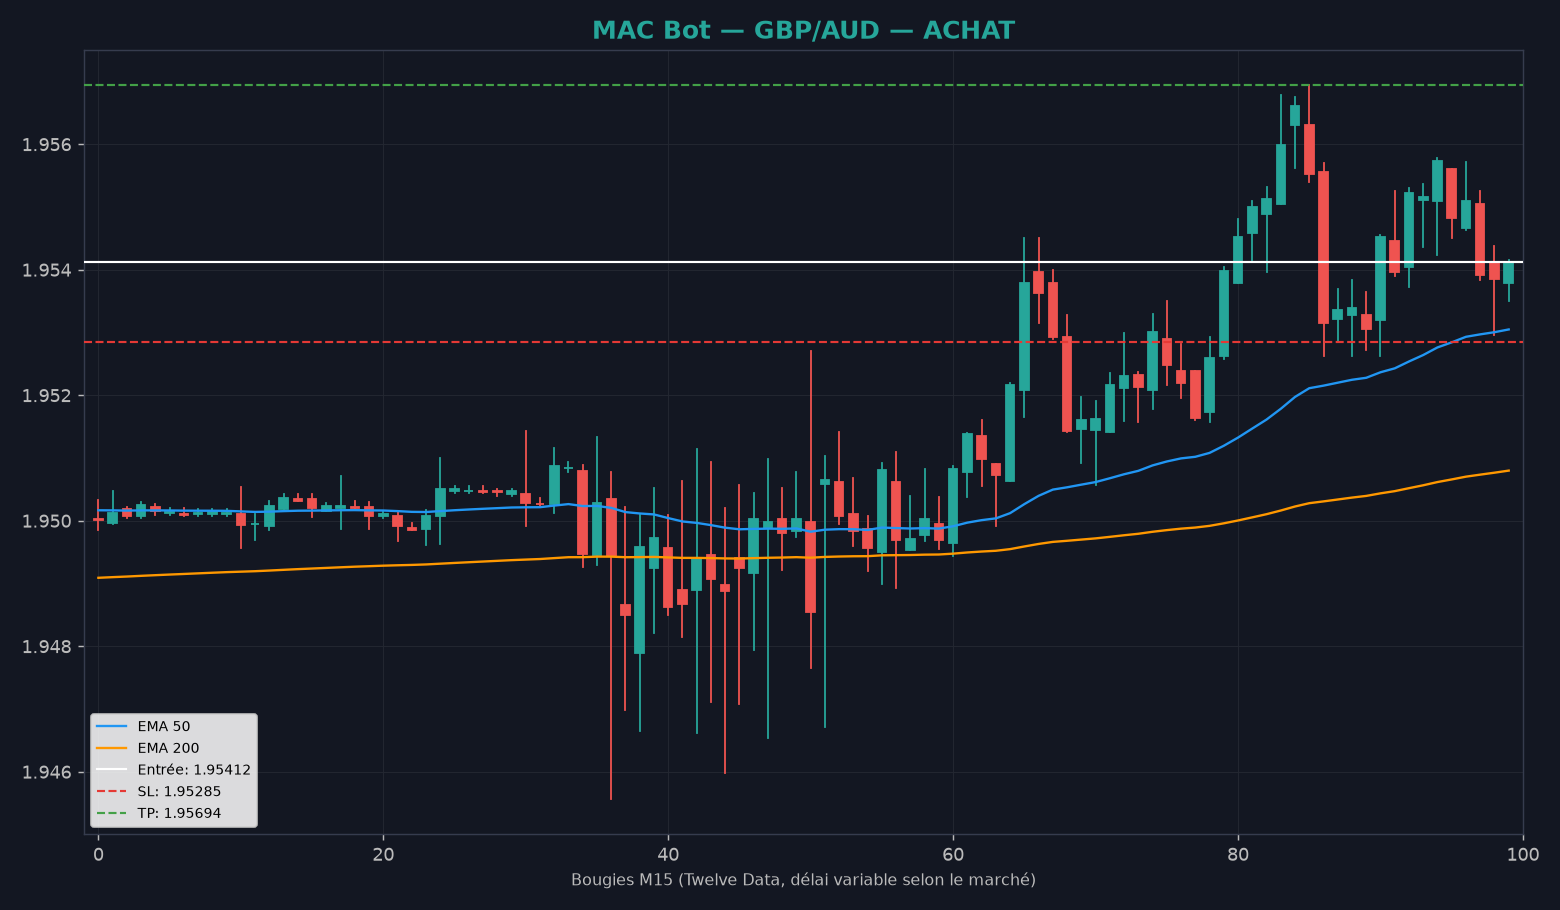 MAC Bot — GBP/AUD — ACHAT
1.956
1.954
1.952
1.950
1.948
1.946
EMA 50
EMA 200
Entrée: 1.95412
SL: 1.95285
TP: 1.95694
0
20
40
60
80
100
Bougies M15 (Twelve Data, délai variable selon le marché)